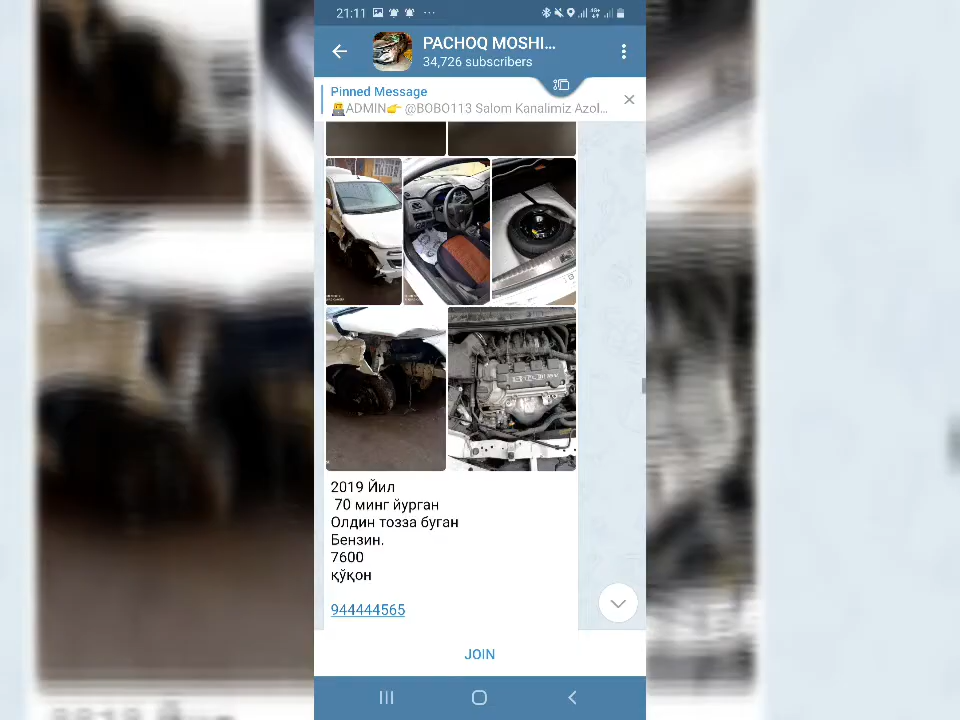 21:11
PACHOQ MOSHI...
34,726 subscribers
Pinned Message
ADMIN @BOBO113 Salom Kanalimiz Azol...
2019 Йил
70 минг йурган
Олдин тозза буган
Бензин.
7600
қўқон
944444565
JOIN